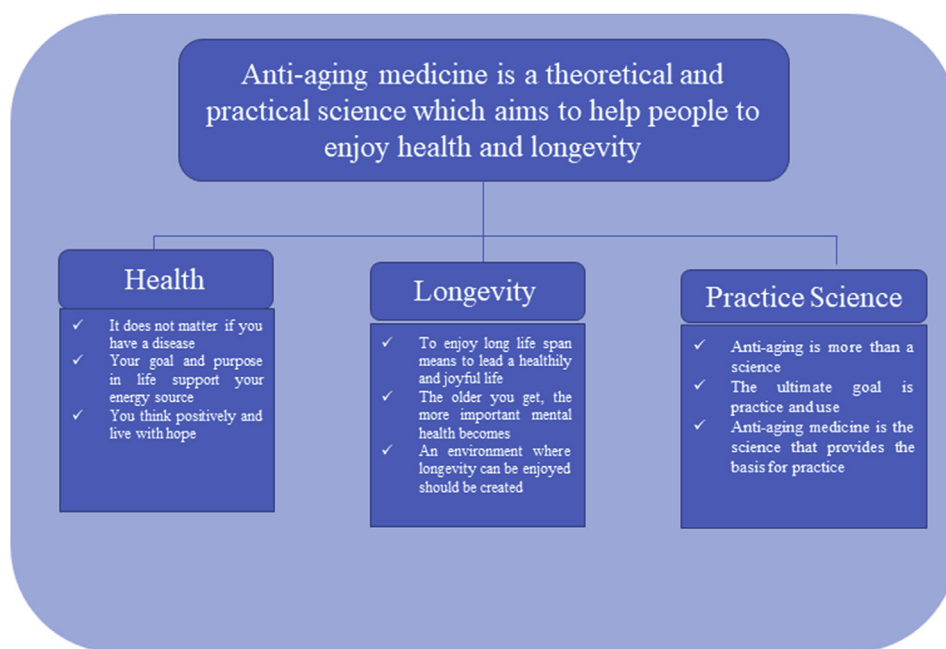 Anti-aging medicine is a theoretical and
practical science which aims to help people to
enjoy health and longevity
Health
✓ It does not matter if you
have a disease
✓ Your goal and purpose
in life support your
energy source
✓ You think positively and
live with hope
Longevity
✓ To enjoy long life span
means to lead a healthily
and joyful life
✓ The older you get, the
more important mental
health becomes
✓ An environment where
longevity can be enjoyed
should be created
Practice Science
✓ Anti-aging is more than a
science
✓ The ultimate goal is
practice and use
✓ Anti-aging medicine is the
science that provides the
basis for practice